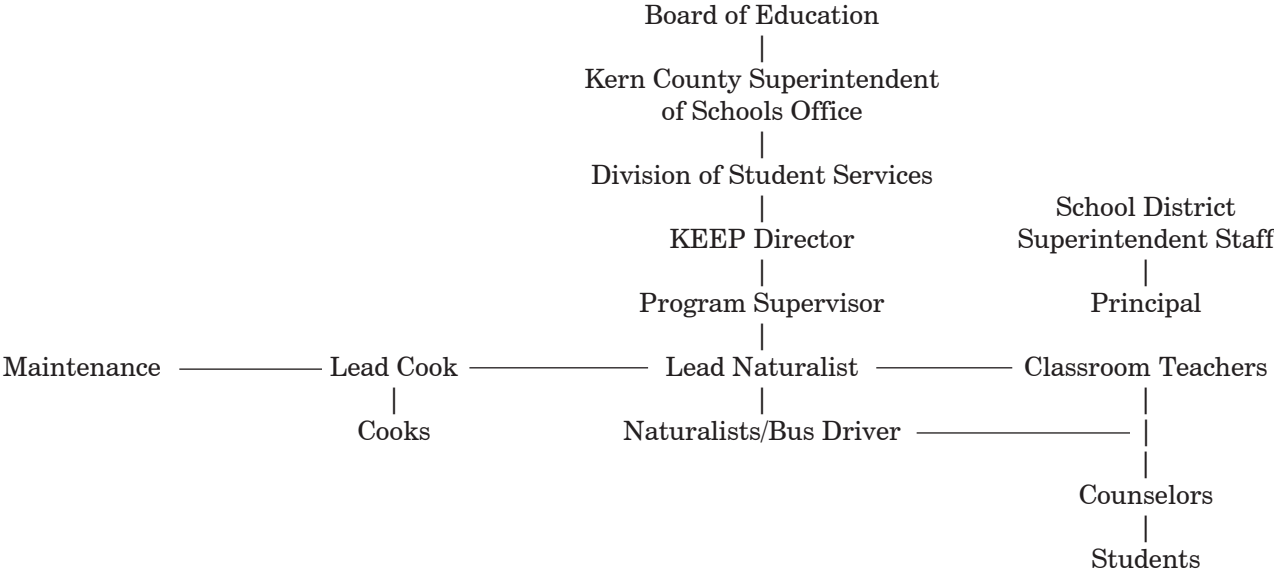 Board of Education
Kern County Superintendent
of Schools Office
Division of Student Services
School District
KEEP Director
Superintendent Staff
Program Supervisor
Principal
Maintenance
Lead Cook
Lead Naturalist
Classroom Teachers
Cooks
Naturalists/Bus Driver
Counselors
Students